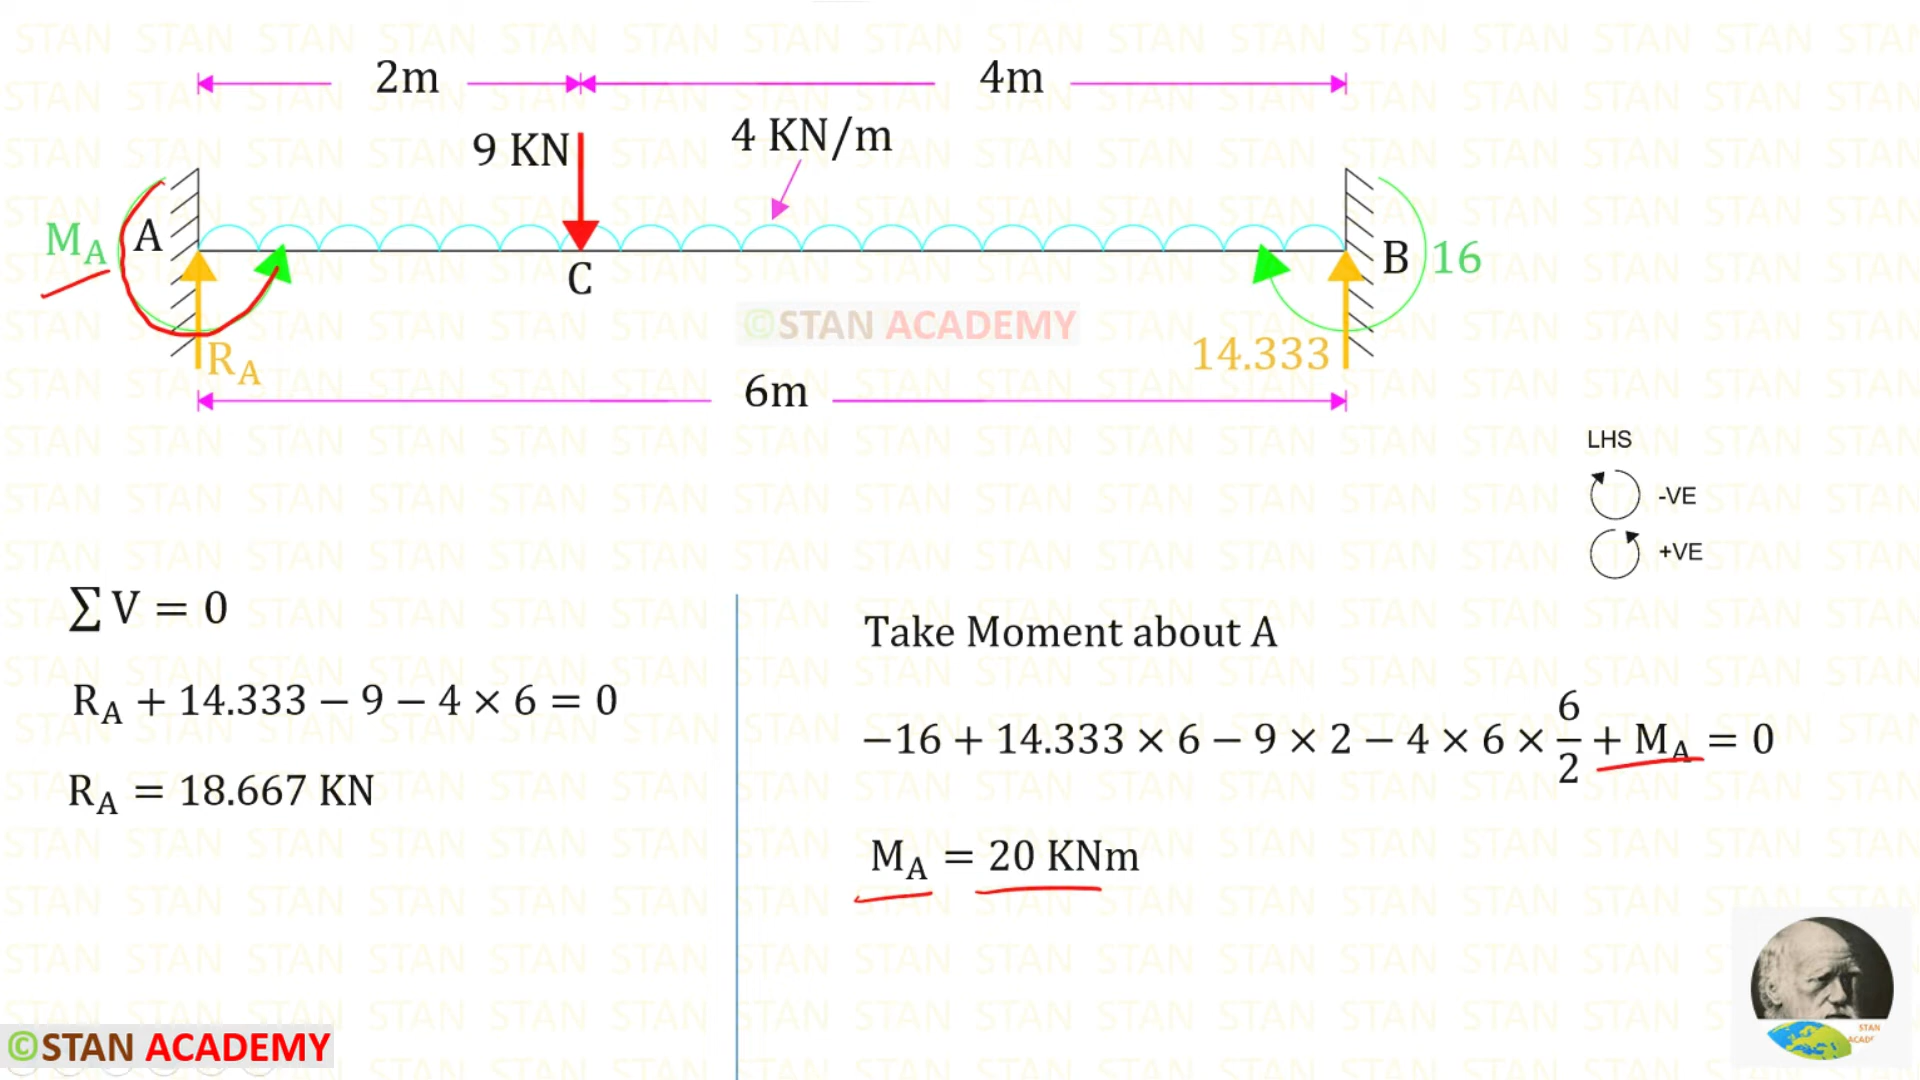 2m 4m
9 KN 4 KN/m
M_A A C B 16
©STAN ACADEMY
R_A 14.333
6m
LHS
-VE
+VE
∑ V = 0
R_A + 14.333 − 9 − 4 × 6 = 0
R_A = 18.667 KN
Take Moment about A
−16 + 14.333 × 6 − 9 × 2 − 4 × 6 × 6/2 + M_A = 0
M_A = 20 KNm
©STAN ACADEMY
STAN